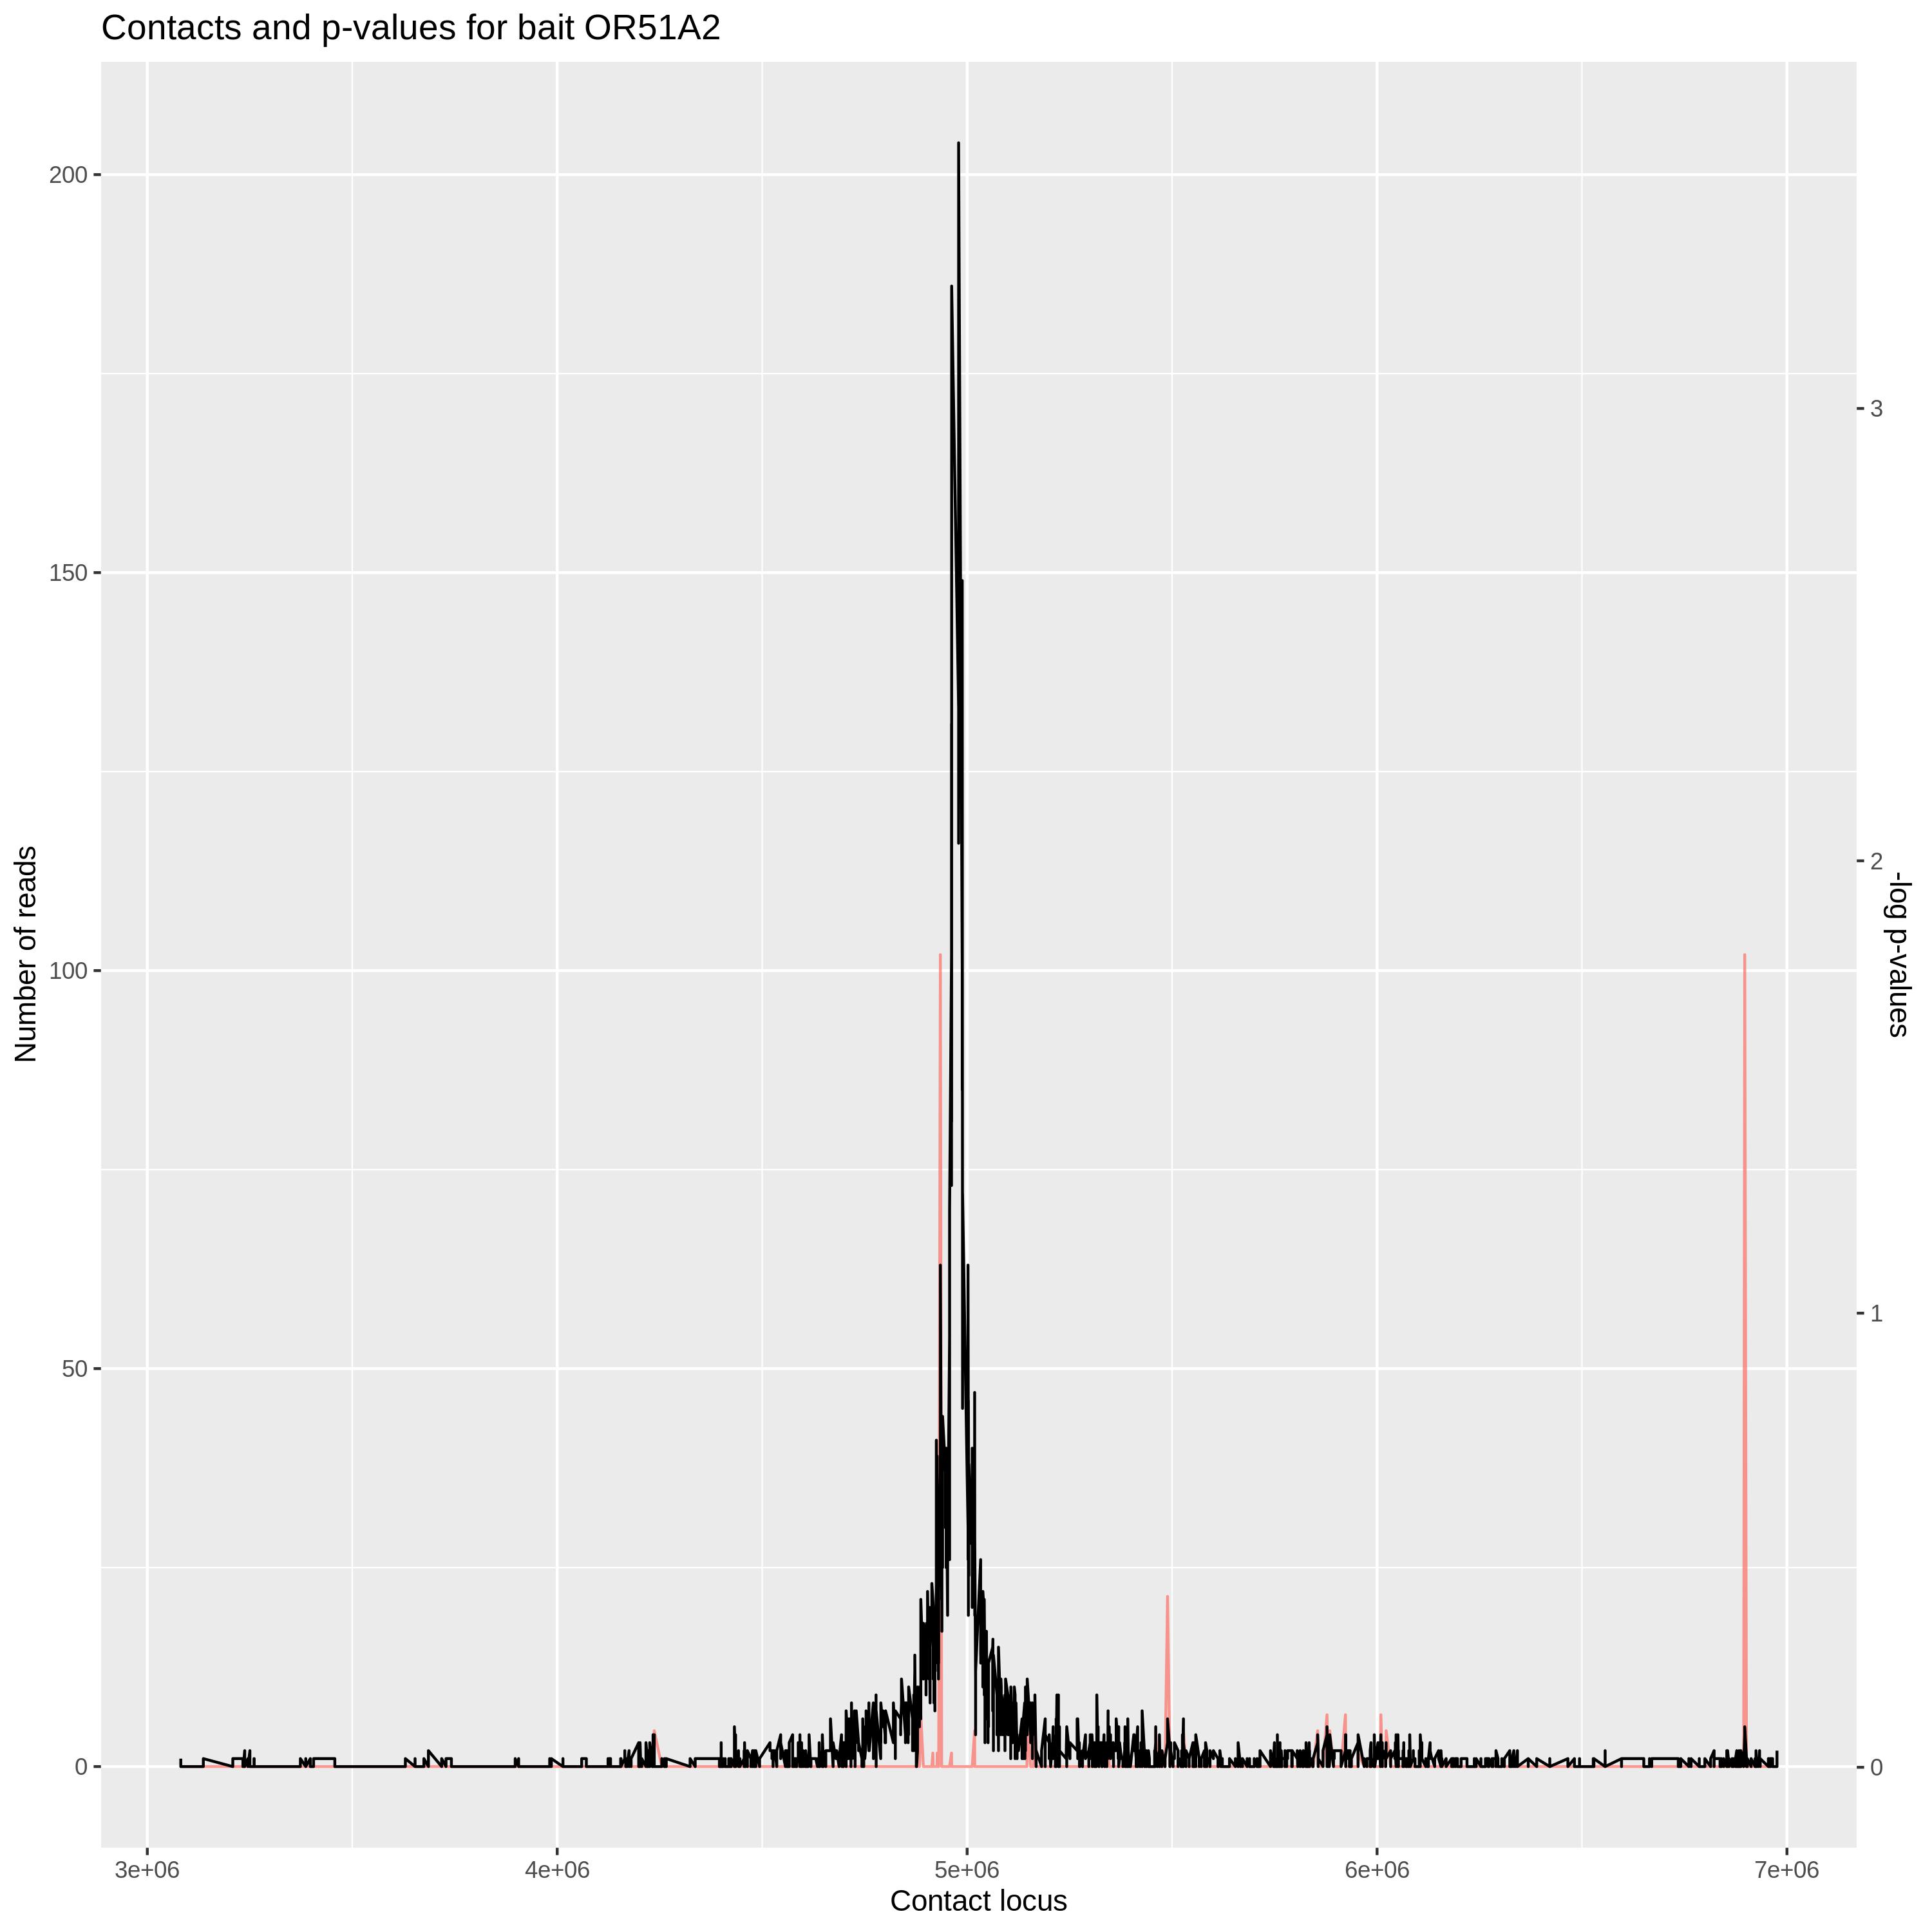 Contacts and p-values for bait OR51A2
200
150
100
50
0
Number of reads
3
2
1
0
-log p-values
3e+06
4e+06
5e+06
6e+06
7e+06
Contact locus